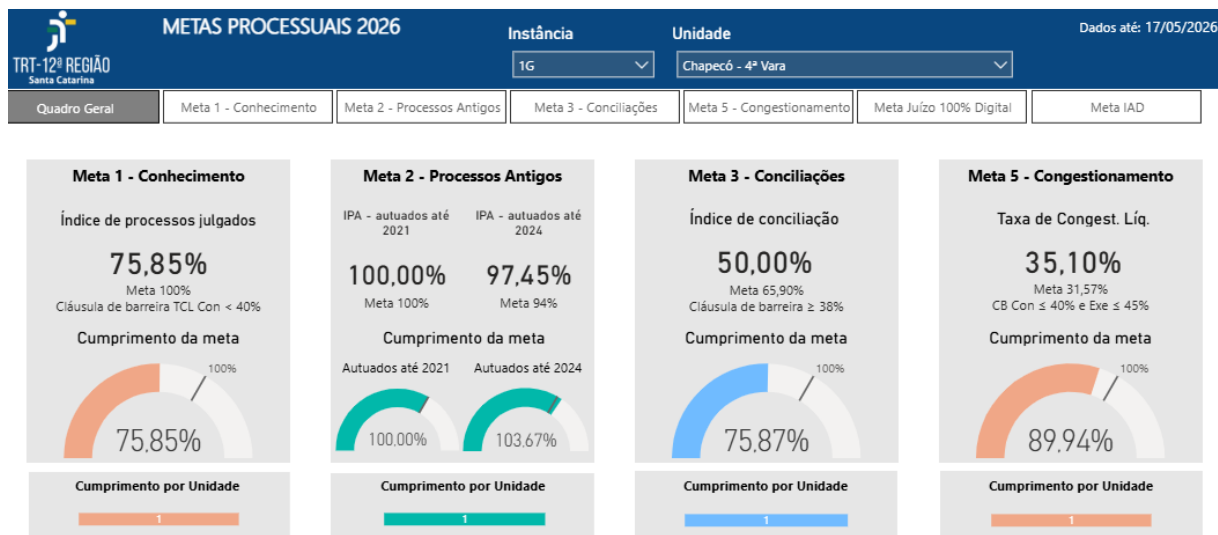 METAS PROCESSUAIS 2026
Instância
Unidade
Dados até: 17/05/2026
TRT-12ª REGIÃO
Santa Catarina
1G
Chapecó - 4ª Vara
Quadro Geral
Meta 1 - Conhecimento
Meta 2 - Processos Antigos
Meta 3 - Conciliações
Meta 5 - Congestionamento
Meta Juízo 100% Digital
Meta IAD
Meta 1 - Conhecimento
Índice de processos julgados
75,85%
Meta 100%
Cláusula de barreira TCL Con < 40%
Cumprimento da meta
100%
75,85%
Cumprimento por Unidade
1
Meta 2 - Processos Antigos
IPA - autuados até
2021
IPA - autuados até
2024
100,00%
97,45%
Meta 100%
Meta 94%
Cumprimento da meta
Autuados até 2021
Autuados até 2024
100,00%
103,67%
Cumprimento por Unidade
1
Meta 3 - Conciliações
Índice de conciliação
50,00%
Meta 65,90%
Cláusula de barreira ≥ 38%
Cumprimento da meta
100%
75,87%
Cumprimento por Unidade
1
Meta 5 - Congestionamento
Taxa de Congest. Líq.
35,10%
Meta 31,57%
CB Con ≤ 40% e Exe ≤ 45%
Cumprimento da meta
100%
89,94%
Cumprimento por Unidade
1